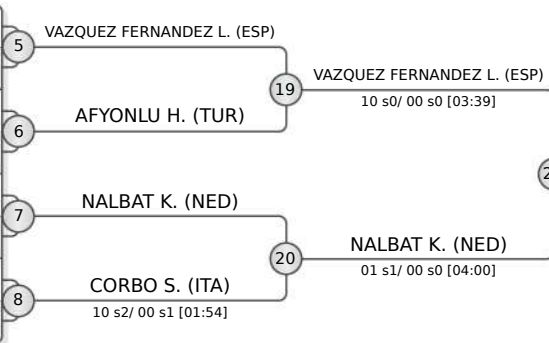 5
VAZQUEZ FERNANDEZ L. (ESP)
6
AFYONLU H. (TUR)
19
VAZQUEZ FERNANDEZ L. (ESP)
10 s0/ 00 s0 [03:39]
7
NALBAT K. (NED)
8
CORBO S. (ITA)
10 s2/ 00 s1 [01:54]
20
NALBAT K. (NED)
01 s1/ 00 s0 [04:00]